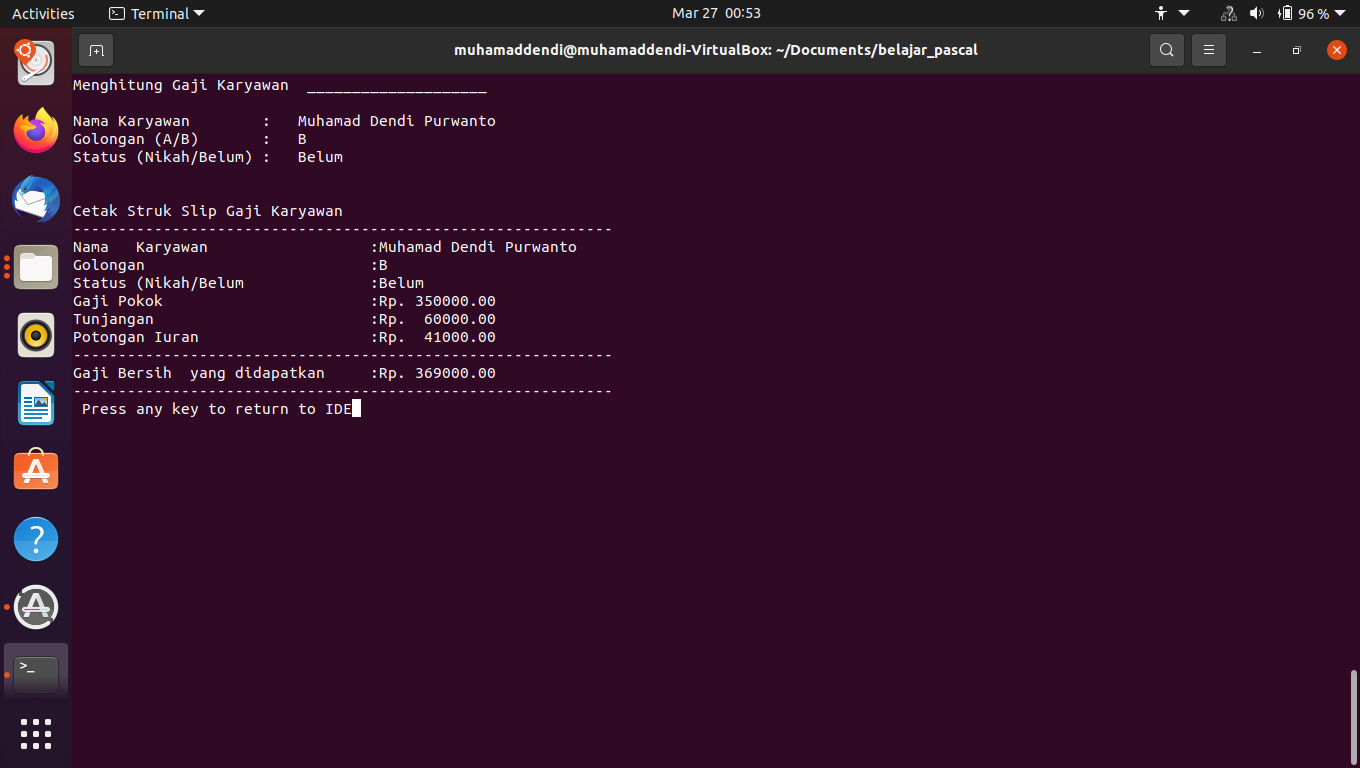 Activities Terminal Mar 27 00:53 96 %
muhamaddendi@muhamaddendi-VirtualBox: ~/Documents/belajar_pascal
Menghitung Gaji Karyawan ____________________
Nama Karyawan : Muhamad Dendi Purwanto
Golongan (A/B) : B
Status (Nikah/Belum) : Belum
Cetak Struk Slip Gaji Karyawan
------------------------------------------------------------
Nama Karyawan :Muhamad Dendi Purwanto
Golongan :B
Status (Nikah/Belum :Belum
Gaji Pokok :Rp. 350000.00
Tunjangan :Rp. 60000.00
Potongan Iuran :Rp. 41000.00
------------------------------------------------------------
Gaji Bersih yang didapatkan :Rp. 369000.00
------------------------------------------------------------
Press any key to return to IDE